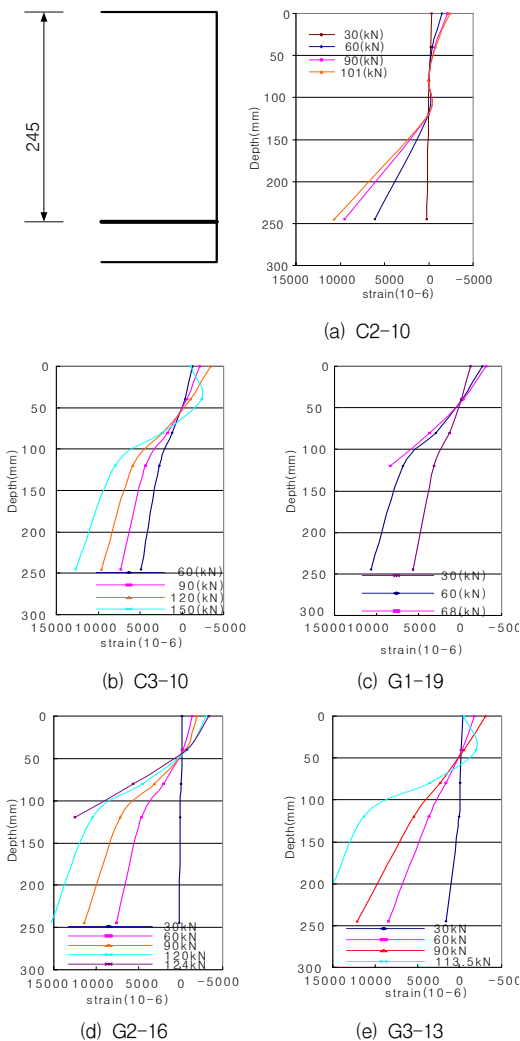 245
Depth(mm)
0
50
100
150
200
250
300
30(kN)
60(kN)
90(kN)
101(kN)
15000 10000 5000 0 -5000
strain(10-6)
(a) C2-10
Depth(mm)
0
50
100
150
200
250
300
60(kN)
90(kN)
120(kN)
150(kN)
15000 10000 5000 0 -5000
strain(10-6)
(b) C3-10
Depth(mm)
0
50
100
150
200
250
300
30(kN)
60(kN)
68(kN)
15000 10000 5000 0 -5000
strain(10-6)
(c) G1-19
Depth(mm)
0
50
100
150
200
250
300
30kN
60kN
90kN
120kN
124kN
15000 10000 5000 0 -5000
strain(10-6)
(d) G2-16
Depth(mm)
0
50
100
150
200
250
300
30kN
60kN
90kN
113.5kN
15000 10000 5000 0 -5000
strain(10-6)
(e) G3-13